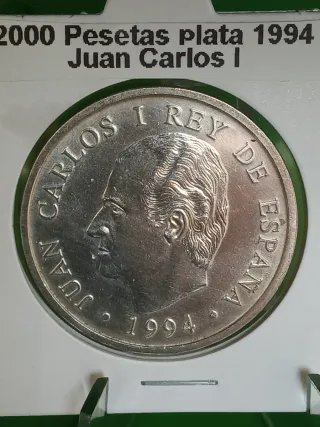 2000 Pesetas plata 1994
Juan Carlos I
JUAN CARLOS I REY DE ESPAÑA
· 1994 ·